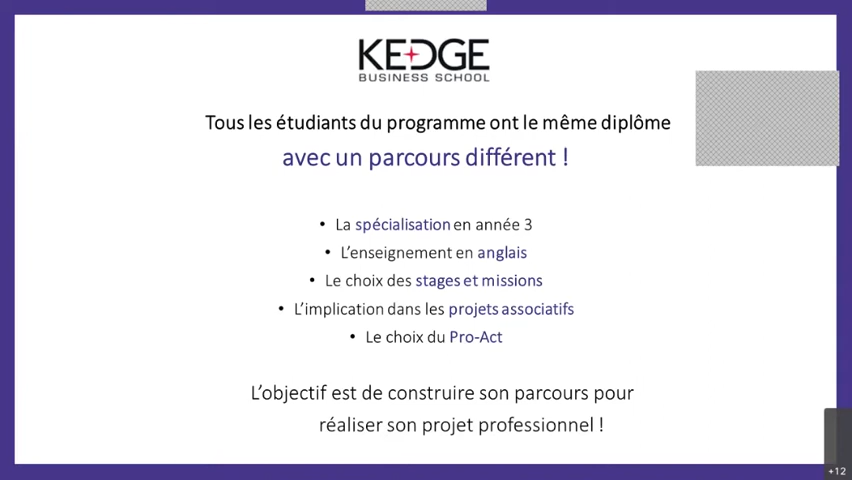 KEDGE
BUSINESS SCHOOL
Tous les étudiants du programme ont le même diplôme
avec un parcours différent !
• La spécialisation en année 3
• L'enseignement en anglais
• Le choix des stages et missions
• L'implication dans les projets associatifs
• Le choix du Pro-Act
L'objectif est de construire son parcours pour
réaliser son projet professionnel !
+12